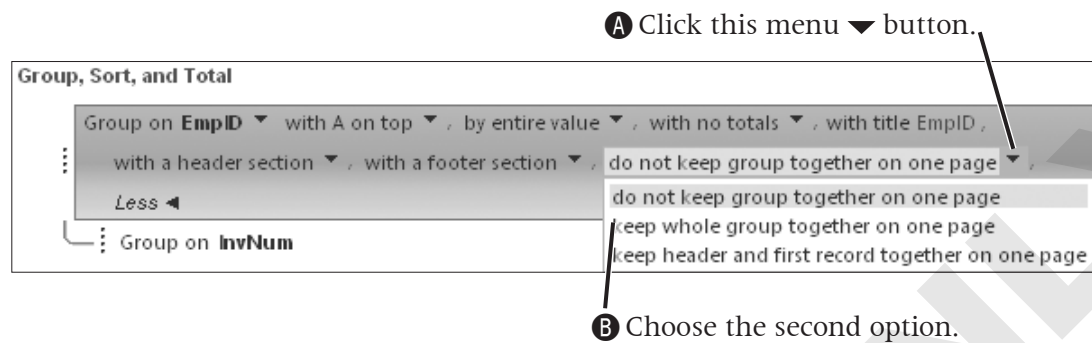 A Click this menu ▼ button.
Group, Sort, and Total
Group on EmpID ▼ with A on top ▼ , by entire value ▼ , with no totals ▼ , with title EmpID ,
with a header section ▼ , with a footer section ▼ , do not keep group together on one page ▼ ,
do not keep group together on one page
Less ◄
keep whole group together on one page
Group on InvNum
keep header and first record together on one page
B Choose the second option.